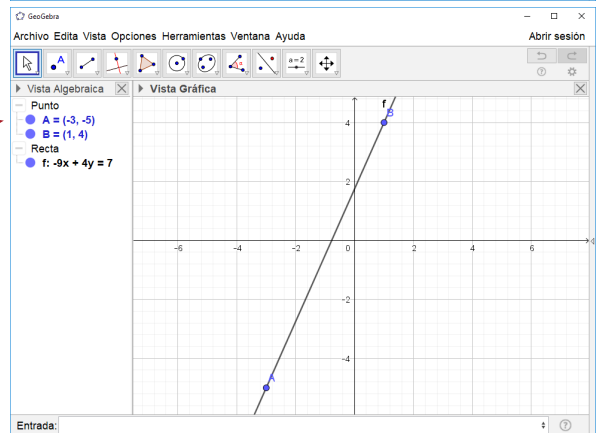 GeoGebra
Archivo Edita Vista Opciones Herramientas Ventana Ayuda Abrir sesión
A a = 2
Vista Algebraica Vista Gráfica
Punto
A = (-3, -5)
B = (1, 4)
Recta
f: -9x + 4y = 7
f
B
4
2
-6 -4 -2 0 2 4 6
-2
-4
A
Entrada: